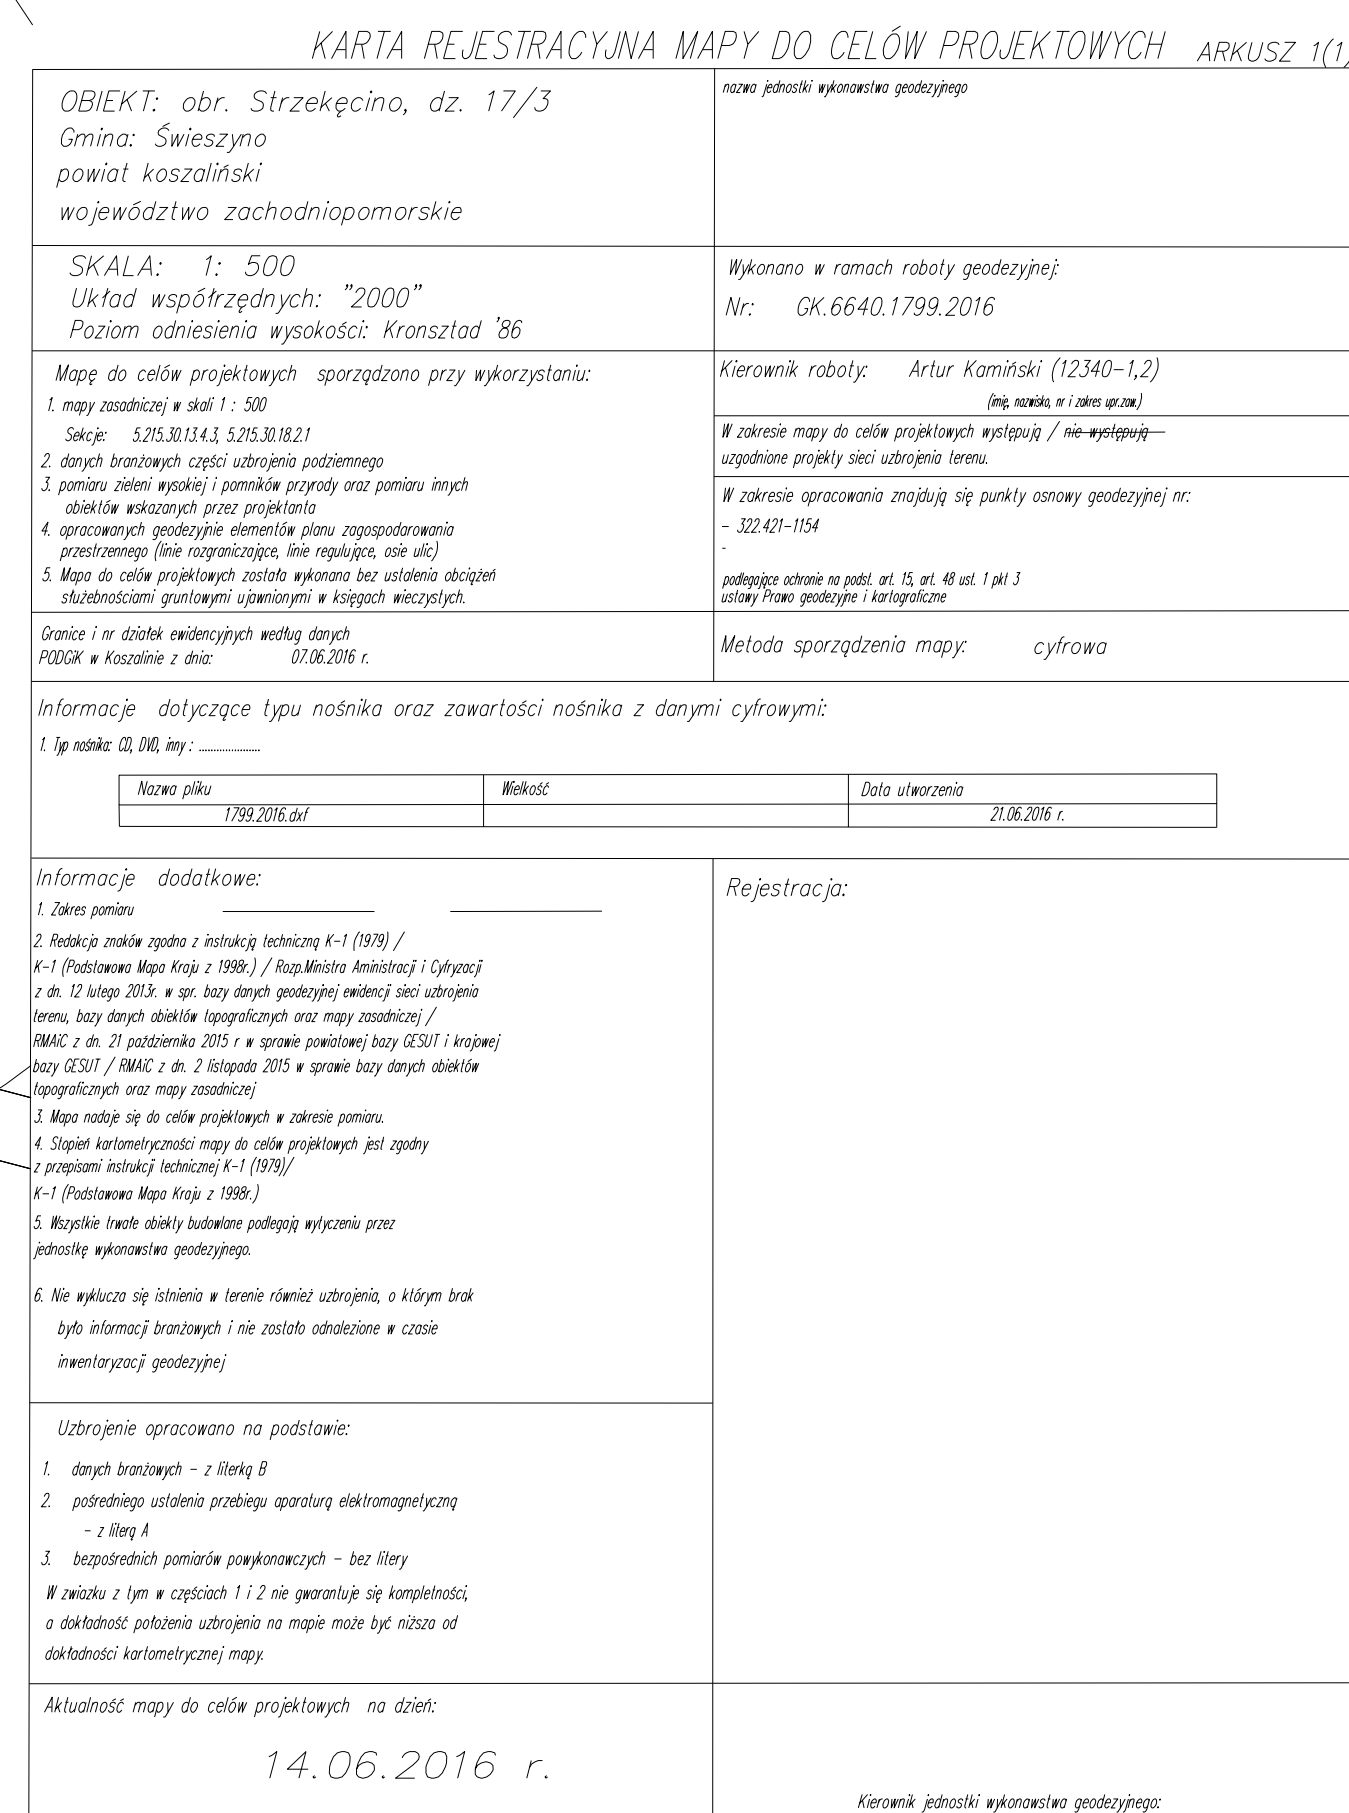 KARTA REJESTRACYJNA MAPY DO CELÓW PROJEKTOWYCH ARKUSZ 1(1)
OBIEKT: obr. Strzekęcino, dz. 17/3
Gmina: Świeszyno
powiat koszaliński
województwo zachodniopomorskie
nazwa jednostki wykonawstwa geodezyjnego
SKALA: 1: 500
Układ współrzędnych: "2000"
Poziom odniesienia wysokości: Kronsztad '86
Wykonano w ramach roboty geodezyjnej:
Nr: GK.6640.1799.2016
Mapę do celów projektowych sporządzono przy wykorzystaniu:
1. mapy zasadniczej w skali 1 : 500
Sekcje: 5.215.30.13.4.3, 5.215.30.18.2.1
2. danych branżowych części uzbrojenia podziemnego
3. pomiaru zieleni wysokiej i pomników przyrody oraz pomiaru innych
obiektów wskazanych przez projektanta
4. opracowanych geodezyjnie elementów planu zagospodarowania
przestrzennego (linie rozgraniczające, linie regulujące, osie ulic)
5. Mapa do celów projektowych została wykonana bez ustalenia obciążeń
służebnościami gruntowymi ujawnionymi w księgach wieczystych.
Kierownik roboty: Artur Kamiński (12340-1,2)
(imię, nazwisko, nr i zakres upr.zaw.)
W zakresie mapy do celów projektowych występują / nie występują
uzgodnione projekty sieci uzbrojenia terenu.
W zakresie opracowania znajdują się punkty osnowy geodezyjnej nr:
- 322.421-1154
-
podlegające ochronie na podst. art. 15, art. 48 ust. 1 pkt 3
ustawy Prawo geodezyjne i kartograficzne
Granice i nr działek ewidencyjnych według danych
PODGiK w Koszalinie z dnia: 07.06.2016 r.
Metoda sporządzenia mapy: cyfrowa
Informacje dotyczące typu nośnika oraz zawartości nośnika z danymi cyfrowymi:
1. Typ nośnika: CD, DVD, inny : .....................
Nazwa pliku Wielkość Data utworzenia
1799.2016.dxf 21.06.2016 r.
Informacje dodatkowe:
1. Zakres pomiaru
2. Redakcja znaków zgodna z instrukcją techniczną K-1 (1979) /
K-1 (Podstawowa Mapa Kraju z 1998r.) / Rozp.Ministra Aministracji i Cyfryzacji
z dn. 12 lutego 2013r. w spr. bazy danych geodezyjnej ewidencji sieci uzbrojenia
terenu, bazy danych obiektów topograficznych oraz mapy zasadniczej /
RMAiC z dn. 21 października 2015 r w sprawie powiatowej bazy GESUT i krajowej
bazy GESUT / RMAiC z dn. 2 listopada 2015 w sprawie bazy danych obiektów
topograficznych oraz mapy zasadniczej
3. Mapa nadaje się do celów projektowych w zakresie pomiaru.
4. Stopień kartometryczności mapy do celów projektowych jest zgodny
z przepisami instrukcji technicznej K-1 (1979)/
K-1 (Podstawowa Mapa Kraju z 1998r.)
5. Wszystkie trwałe obiekty budowlane podlegają wytyczeniu przez
jednostkę wykonawstwa geodezyjnego.
6. Nie wyklucza się istnienia w terenie również uzbrojenia, o którym brak
było informacji branżowych i nie zostało odnalezione w czasie
inwentaryzacji geodezyjnej
Rejestracja:
Uzbrojenie opracowano na podstawie:
1. danych branżowych - z literką B
2. pośredniego ustalenia przebiegu aparaturą elektromagnetyczną
- z literą A
3. bezpośrednich pomiarów powykonawczych - bez litery
W zwiazku z tym w częściach 1 i 2 nie gwarantuje się kompletności,
a dokładność położenia uzbrojenia na mapie może być niższa od
dokładności kartometrycznej mapy.
Aktualność mapy do celów projektowych na dzień:
14.06.2016 r.
Kierownik jednostki wykonawstwa geodezyjnego: